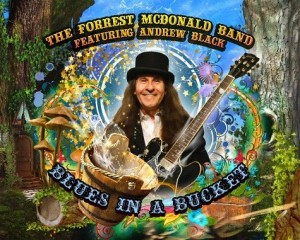 THE FORREST MCDONALD BAND
FEATURING ANDREW BLACK
BLUES IN A BUCKET